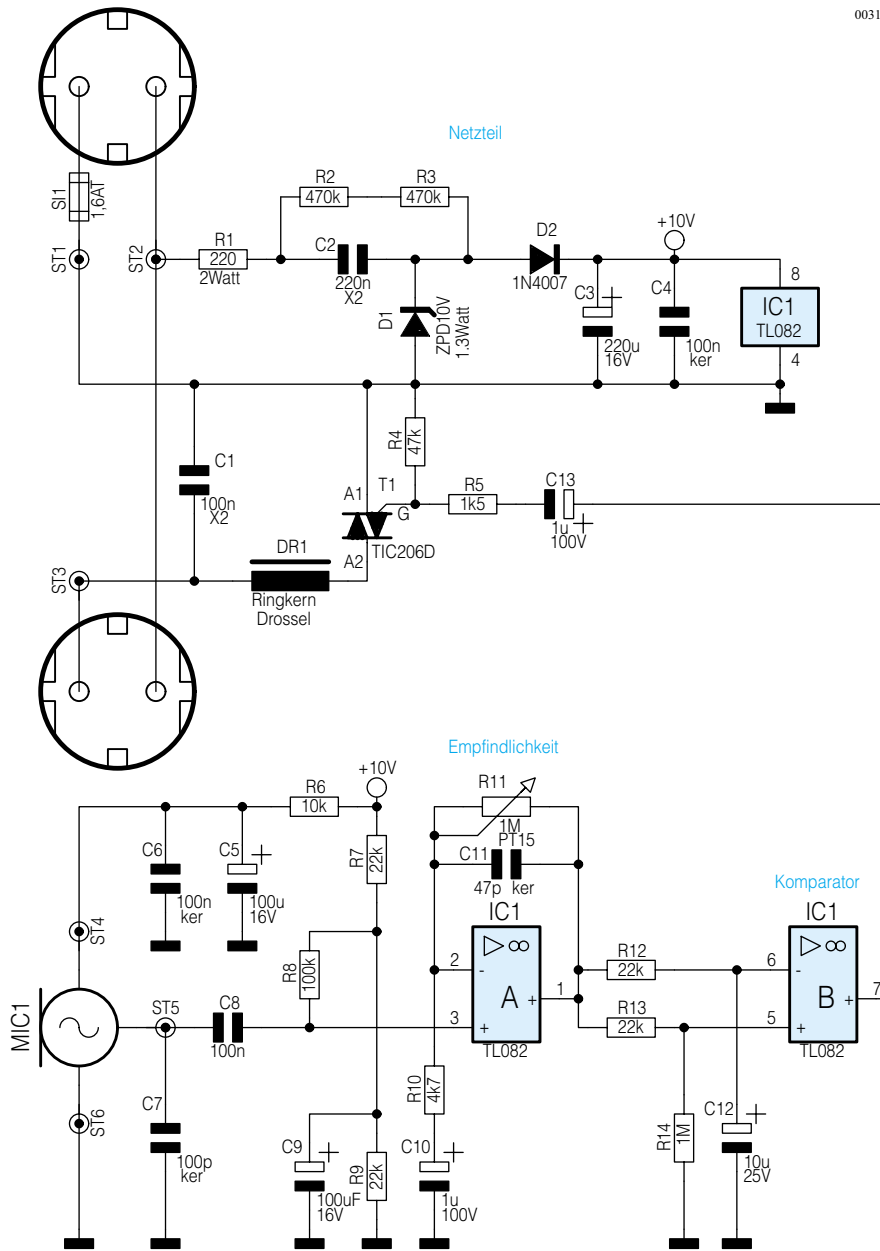 0031
Netzteil
SI1
1,6AT
R2
470k
R3
470k
ST1
ST2
R1
220
2Watt
C2
220n
X2
D2
1N4007
+10V
D1
ZPD10V
1.3Watt
C3
+
220u
16V
C4
100n
ker
8
IC1
TL082
4
C1
100n
X2
R4
47k
A1
T1
G
A2
TIC206D
R5
1k5
C13
1u
+
100V
ST3
DR1
Ringkern
Drossel
Empfindlichkeit
+10V
R6
10k
R11
1M
PT15
C6
100n
ker
C5
+
100u
16V
R7
22k
C11
47p
ker
Komparator
IC1
IC1
ST4
R8
100k
▷∞
▷∞
R12
22k
2
-
A
+
1
3
+
TL082
6
-
B
+
7
5
+
TL082
R13
22k
MIC1
ST5
C8
100n
ST6
C7
100p
ker
C9
+
100uF
16V
R9
22k
R10
4k7
C10
+
1u
100V
R14
1M
C12
+
10u
25V